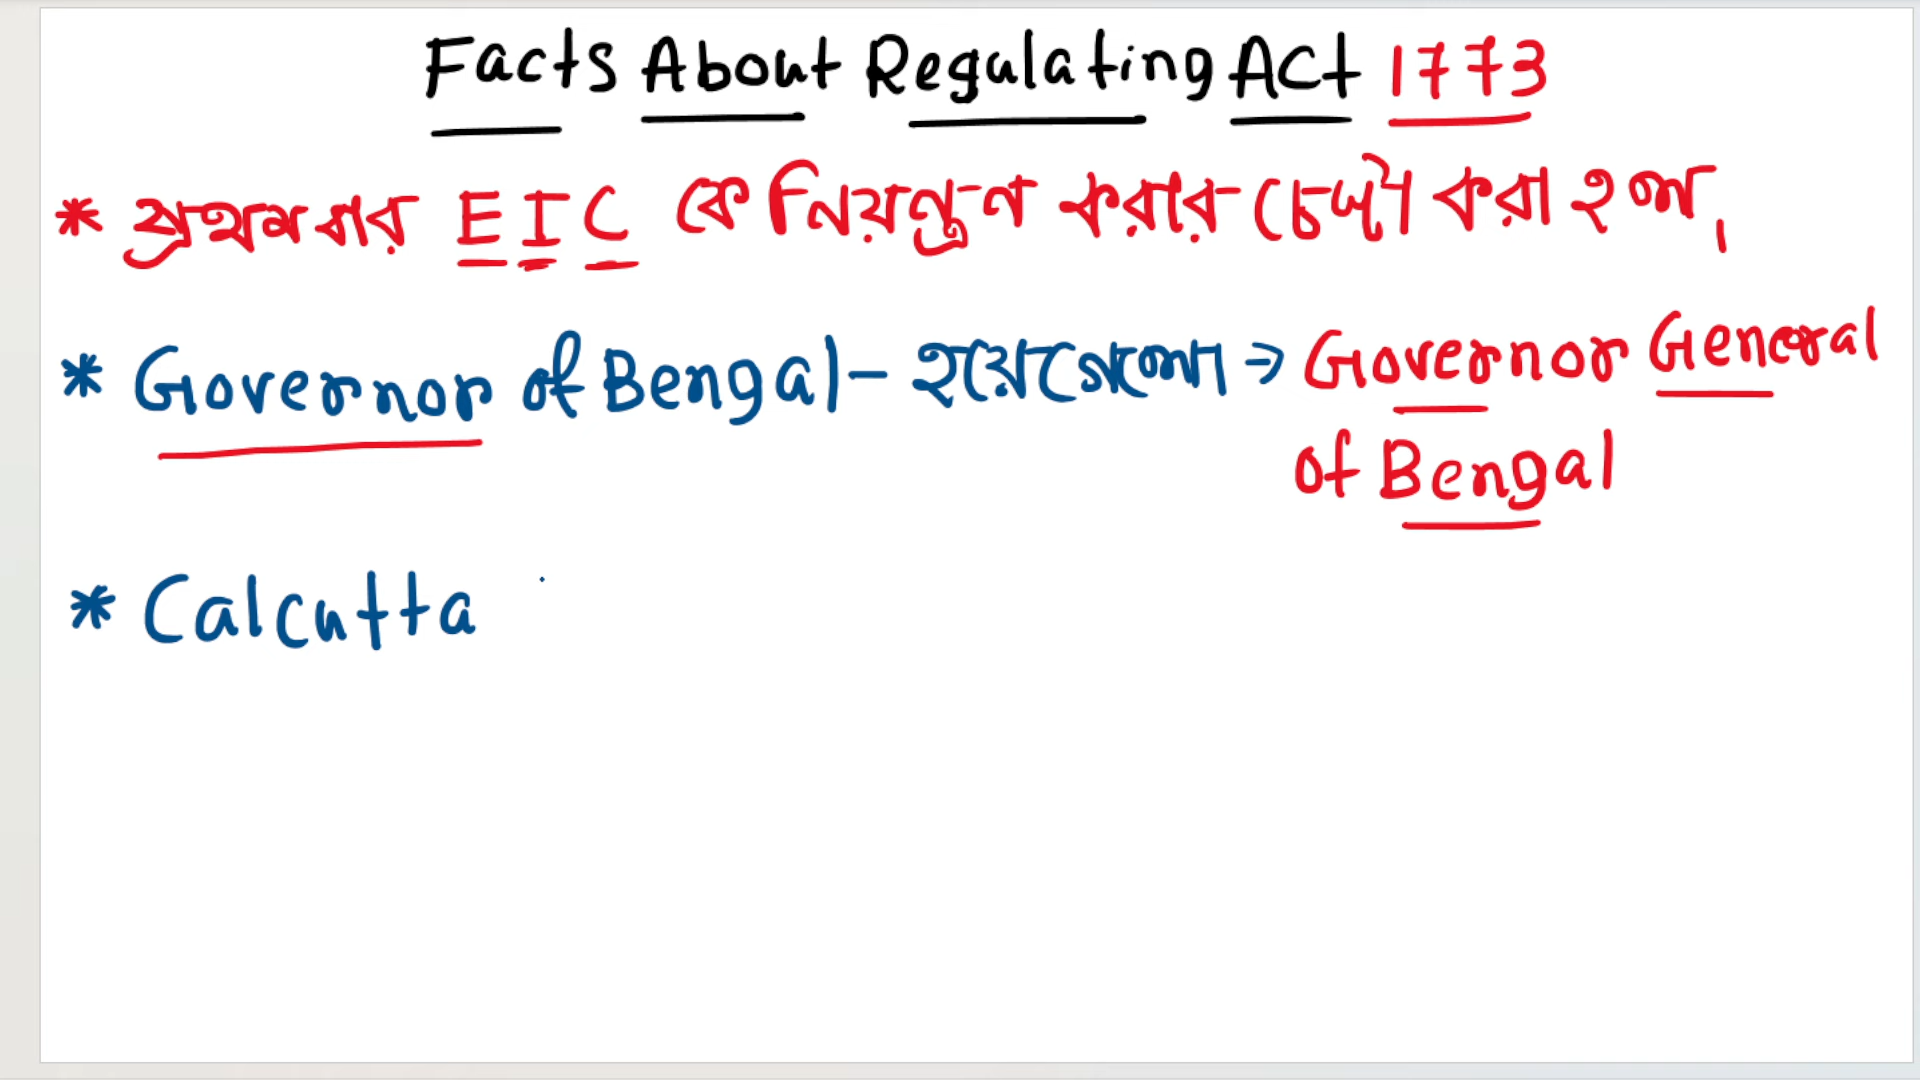 Facts About Regulating Act 1773
* প্রথমবার EIC কে নিয়ন্ত্রন করার চেষ্টা করা হল,
* Governor of Bengal - হয়ে গেলো → Governor General
of Bengal
* Calcutta